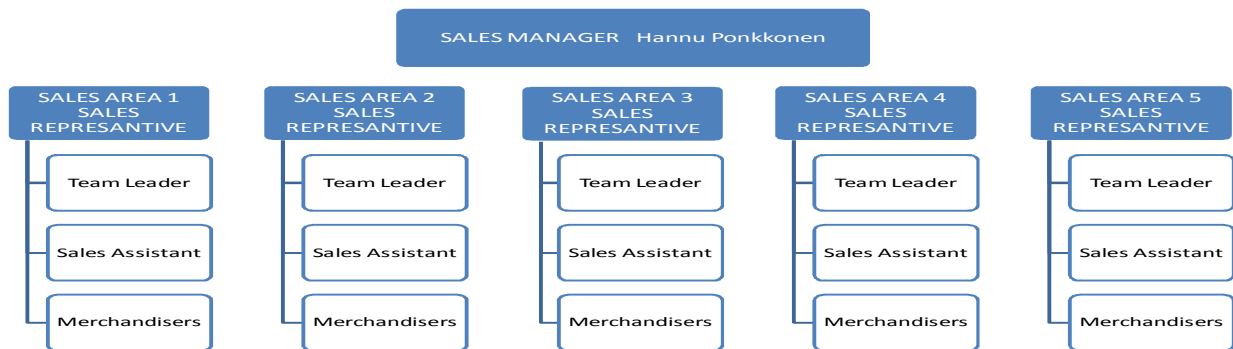 SALES MANAGER   Hannu Ponkkonen
SALES AREA 1
SALES
REPRESANTIVE
Team Leader
Sales Assistant
Merchandisers
SALES AREA 2
SALES
REPRESANTIVE
Team Leader
Sales Assistant
Merchandisers
SALES AREA 3
SALES
REPRESANTIVE
Team Leader
Sales Assistant
Merchandisers
SALES AREA 4
SALES
REPRESANTIVE
Team Leader
Sales Assistant
Merchandisers
SALES AREA 5
SALES
REPRESANTIVE
Team Leader
Sales Assistant
Merchandisers